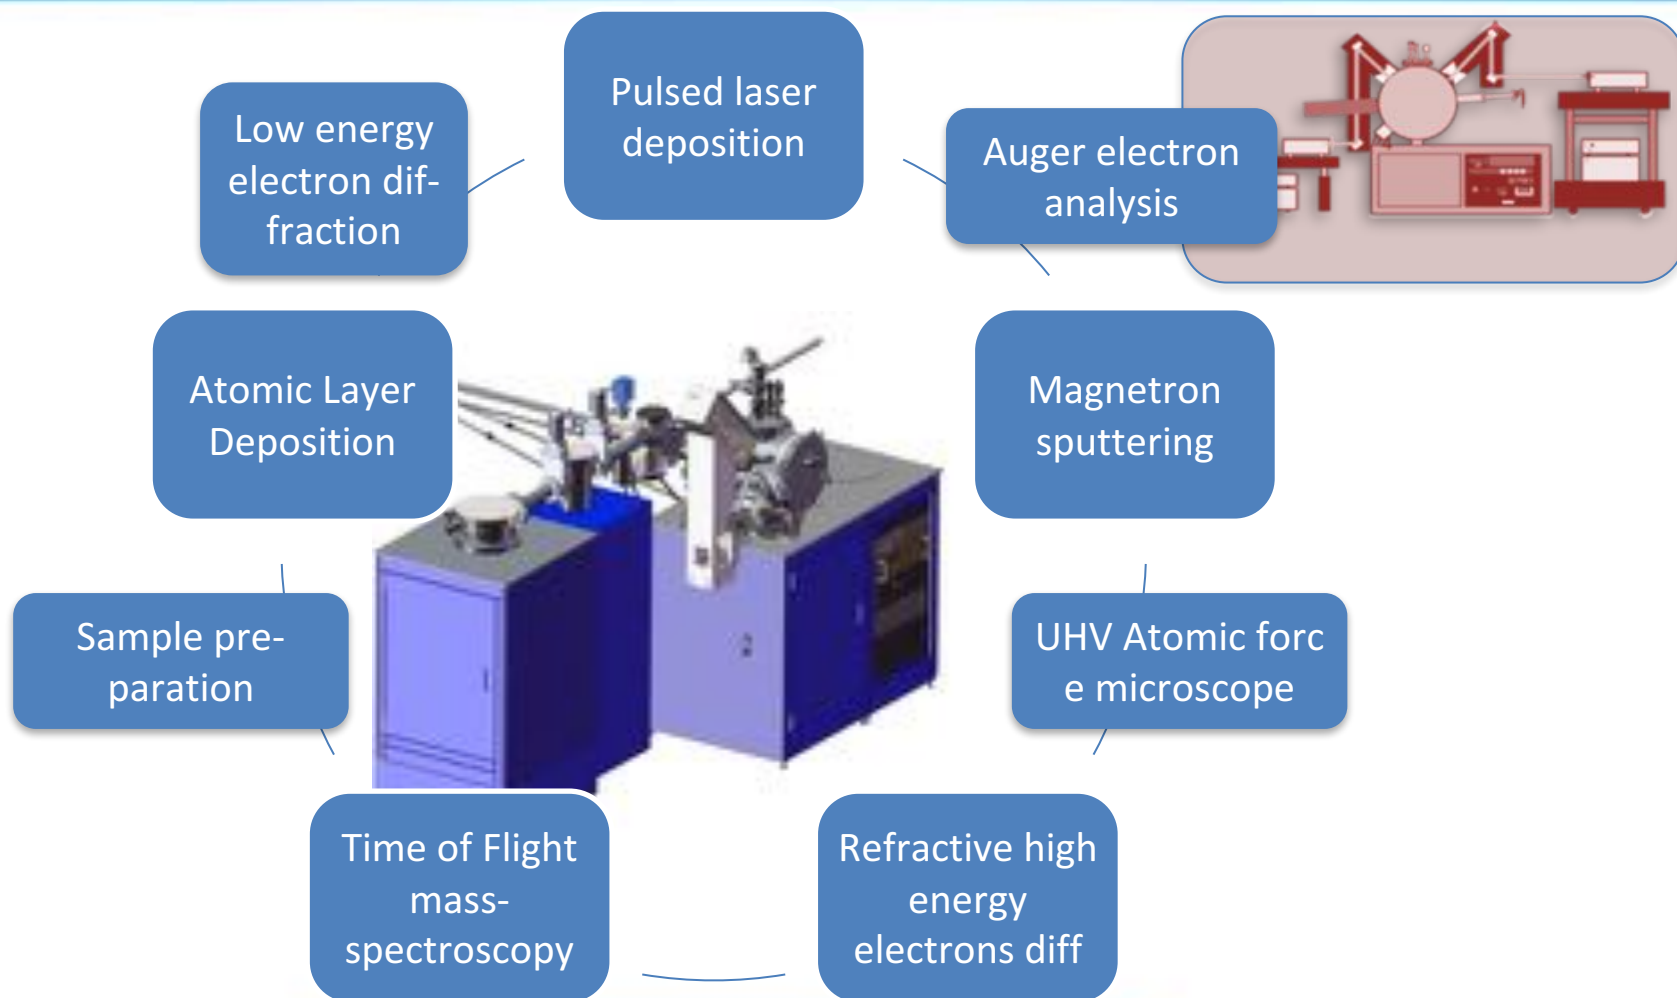 Pulsed laser
deposition
Low energy
electron dif-
fraction
Auger electron
analysis
Atomic Layer
Deposition
Magnetron
sputtering
Sample pre-
paration
UHV Atomic forc
e microscope
Time of Flight
mass-
spectroscopy
Refractive high
energy
electrons diff